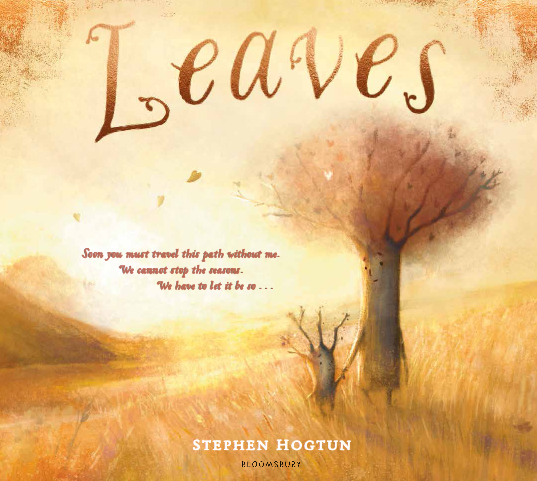 Leaves
Soon you must travel this path without me.
We cannot stop the seasons.
We have to let it be so . . .
STEPHEN HOGTUN
BLOOMSBURY